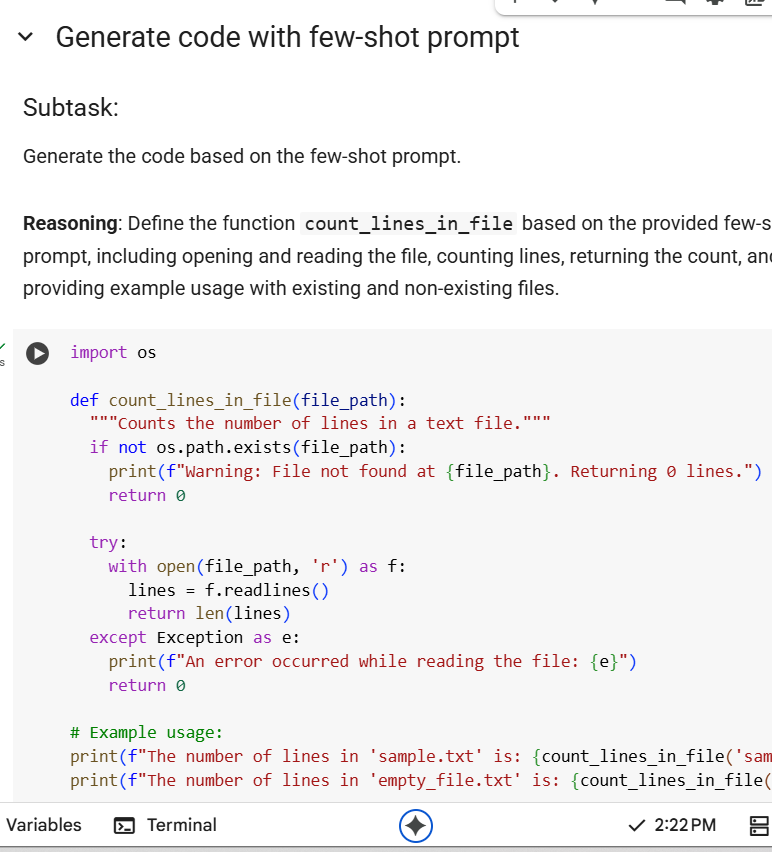 Generate code with few-shot prompt
Subtask:
Generate the code based on the few-shot prompt.
Reasoning: Define the function count_lines_in_file based on the provided few-s
prompt, including opening and reading the file, counting lines, returning the count, and
providing example usage with existing and non-existing files.
s
import os
def count_lines_in_file(file_path):
"""Counts the number of lines in a text file."""
if not os.path.exists(file_path):
print(f"Warning: File not found at {file_path}. Returning 0 lines.")
return 0
try:
with open(file_path, 'r') as f:
lines = f.readlines()
return len(lines)
except Exception as e:
print(f"An error occurred while reading the file: {e}")
return 0
# Example usage:
print(f"The number of lines in 'sample.txt' is: {count_lines_in_file('sam
print(f"The number of lines in 'empty_file.txt' is: {count_lines_in_file(
Variables
Terminal
2:22 PM